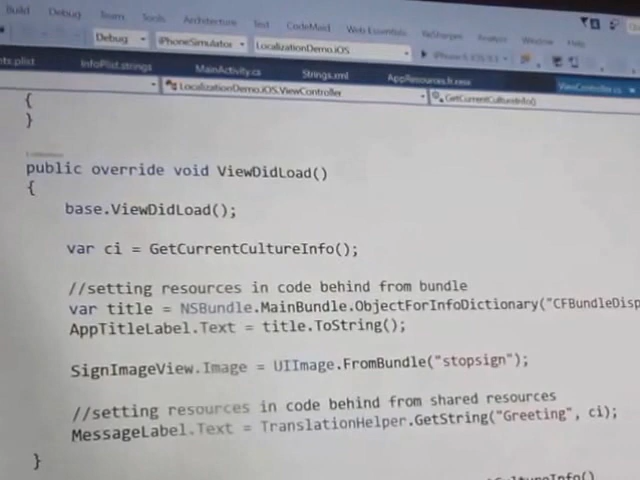 Build Debug Team Tools Architecture Test CodeMaid Web Essentials ReSharper Analyze Window Help
Debug iPhoneSimulator LocalizationDemo.iOS
InfoPlist.strings MainActivity.cs Strings.xml AppResources.fr.resx ViewController.cs
LocalizationDemo.iOS.ViewController GetCurrentCultureInfo()
{
}
public override void ViewDidLoad()
{
base.ViewDidLoad();
var ci = GetCurrentCultureInfo();
//setting resources in code behind from bundle
var title = NSBundle.MainBundle.ObjectForInfoDictionary("CFBundleDisp
AppTitleLabel.Text = title.ToString();
SignImageView.Image = UIImage.FromBundle("stopsign");
//setting resources in code behind from shared resources
MessageLabel.Text = TranslationHelper.GetString("Greeting", ci);
}